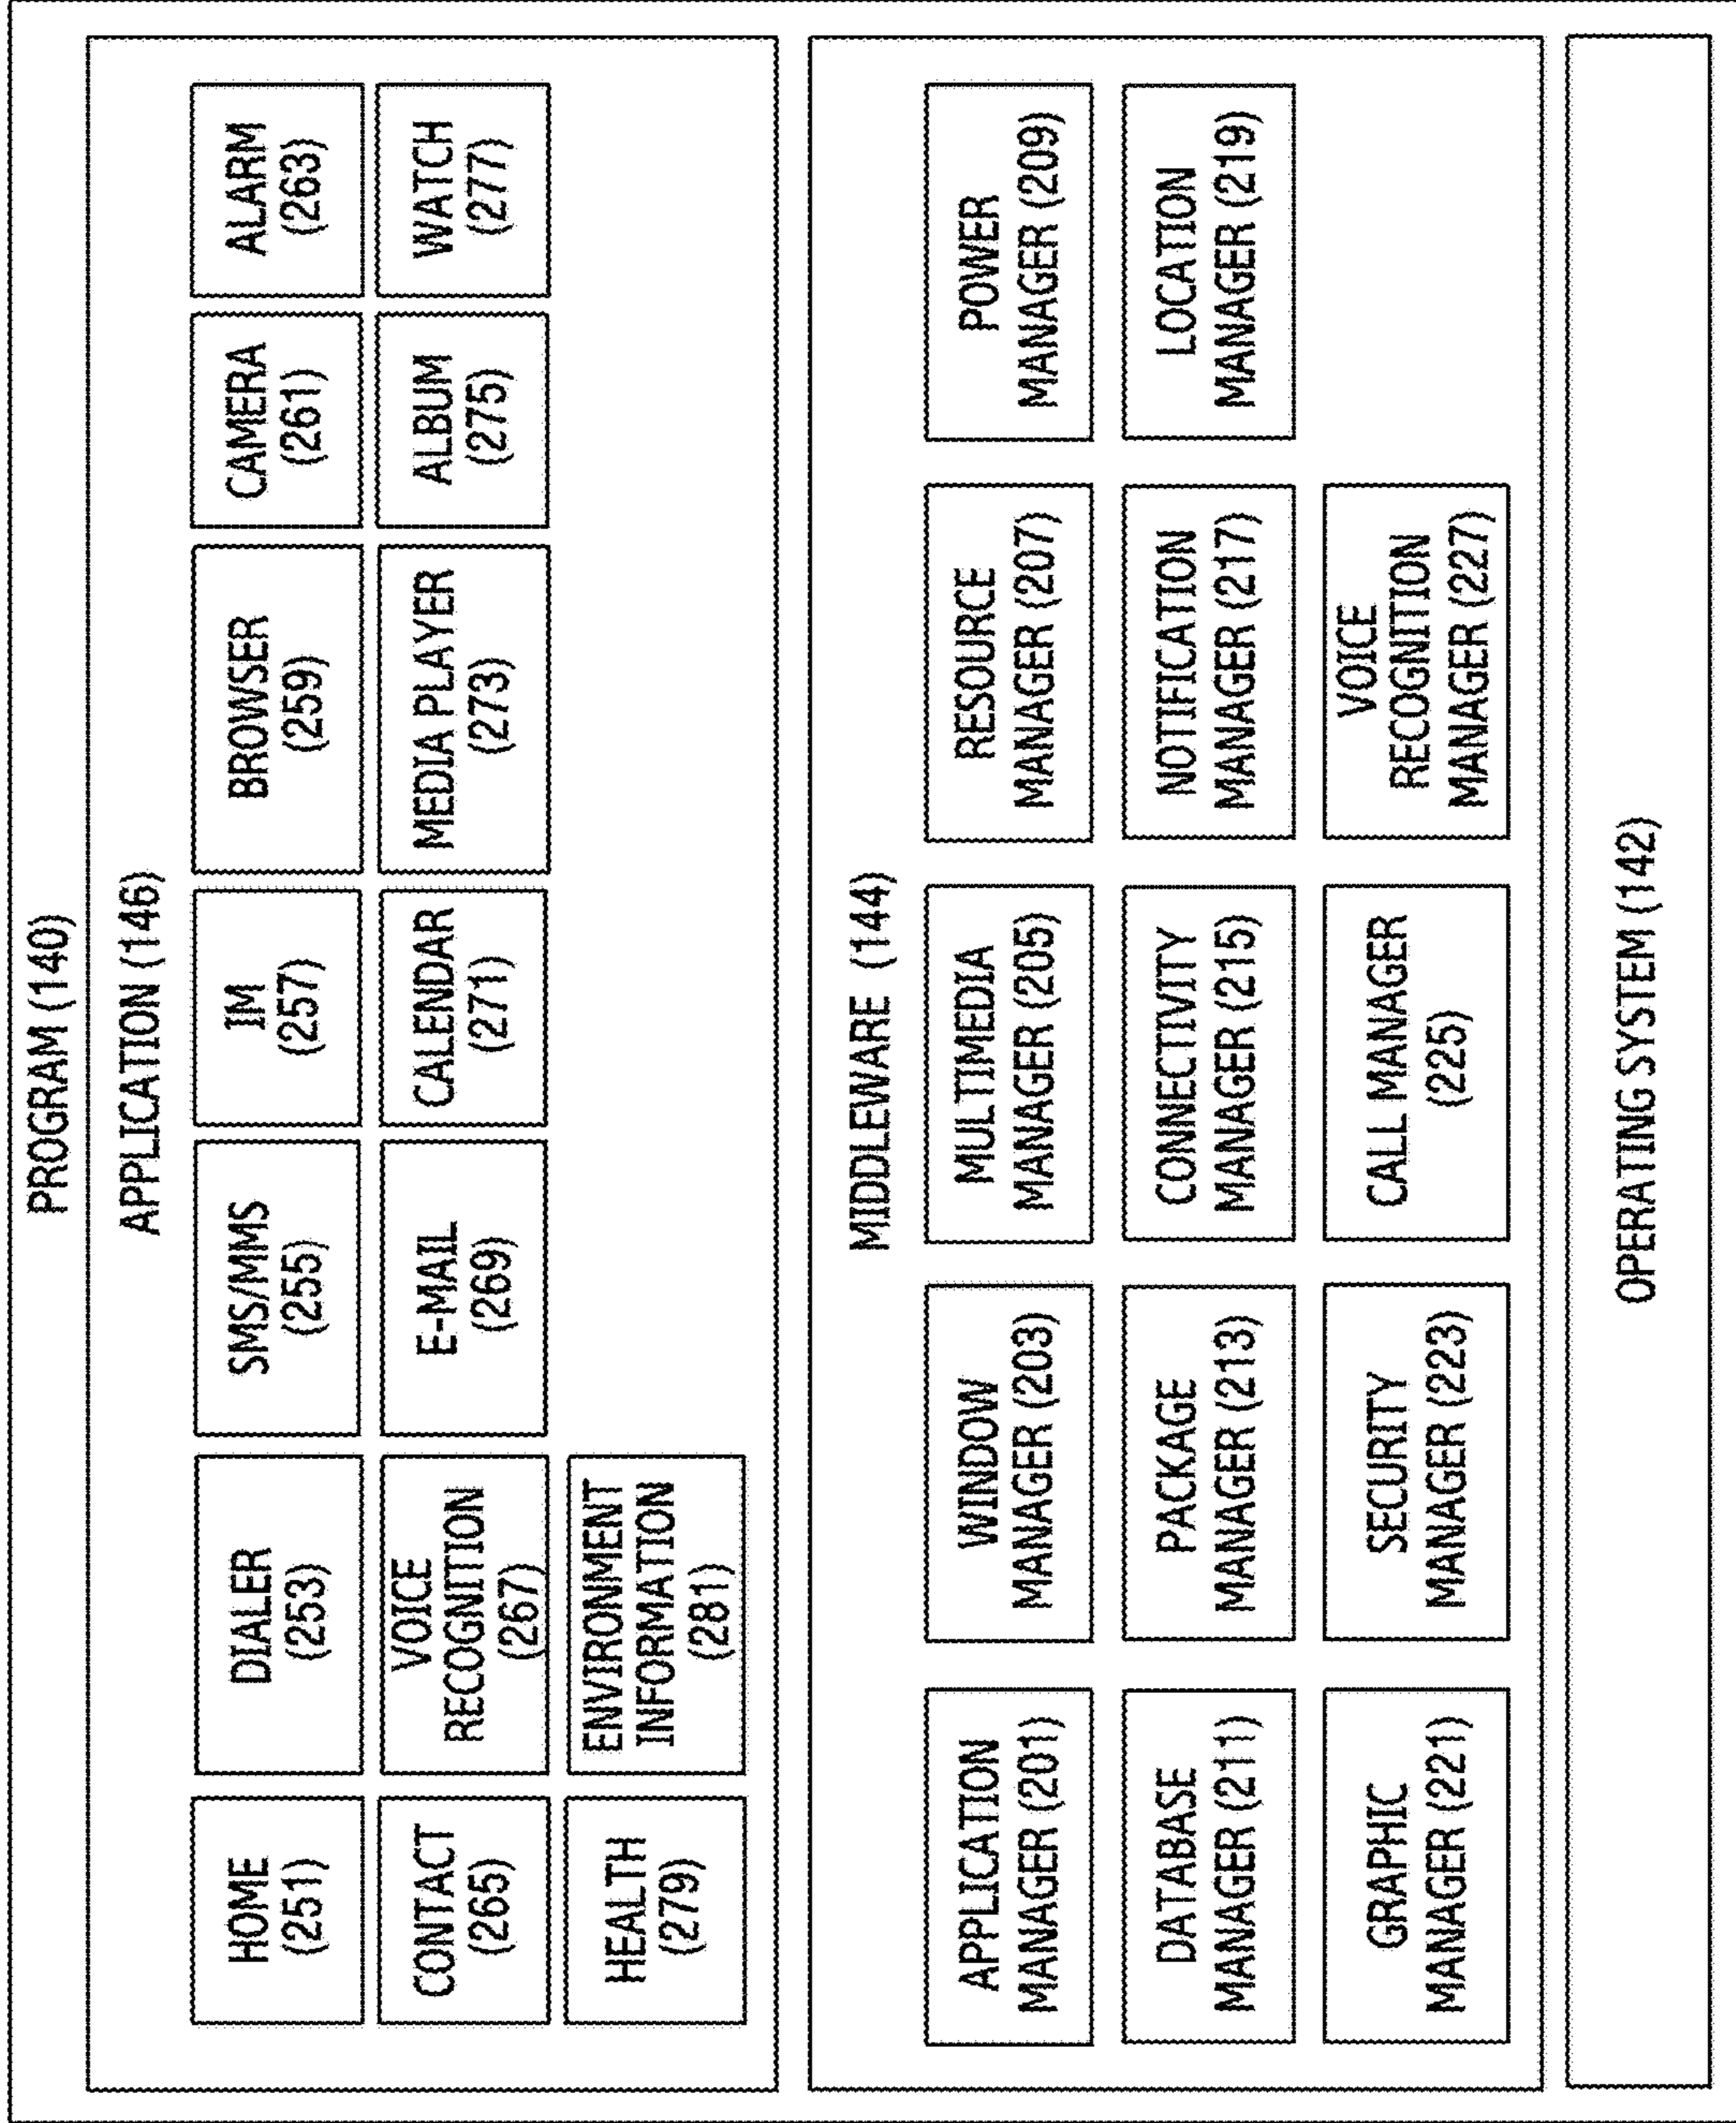 PROGRAM (140)
APPLICATION (146)
HOME
(251)
DIALER
(253)
SMS/MMS
(255)
IM
(257)
BROWSER
(259)
CAMERA
(261)
ALARM
(263)
CONTACT
(265)
VOICE
RECOGNITION
(267)
E-MAIL
(269)
CALENDAR
(271)
MEDIA PLAYER
(273)
ALBUM
(275)
WATCH
(277)
HEALTH
(279)
ENVIRONMENT
INFORMATION
(281)
MIDDLEWARE (144)
APPLICATION
MANAGER (201)
WINDOW
MANAGER (203)
MULTIMEDIA
MANAGER (205)
RESOURCE
MANAGER (207)
POWER
MANAGER (209)
DATABASE
MANAGER (211)
PACKAGE
MANAGER (213)
CONNECTIVITY
MANAGER (215)
NOTIFICATION
MANAGER (217)
LOCATION
MANAGER (219)
GRAPHIC
MANAGER (221)
SECURITY
MANAGER (223)
CALL MANAGER
(225)
VOICE
RECOGNITION
MANAGER (227)
OPERATING SYSTEM (142)